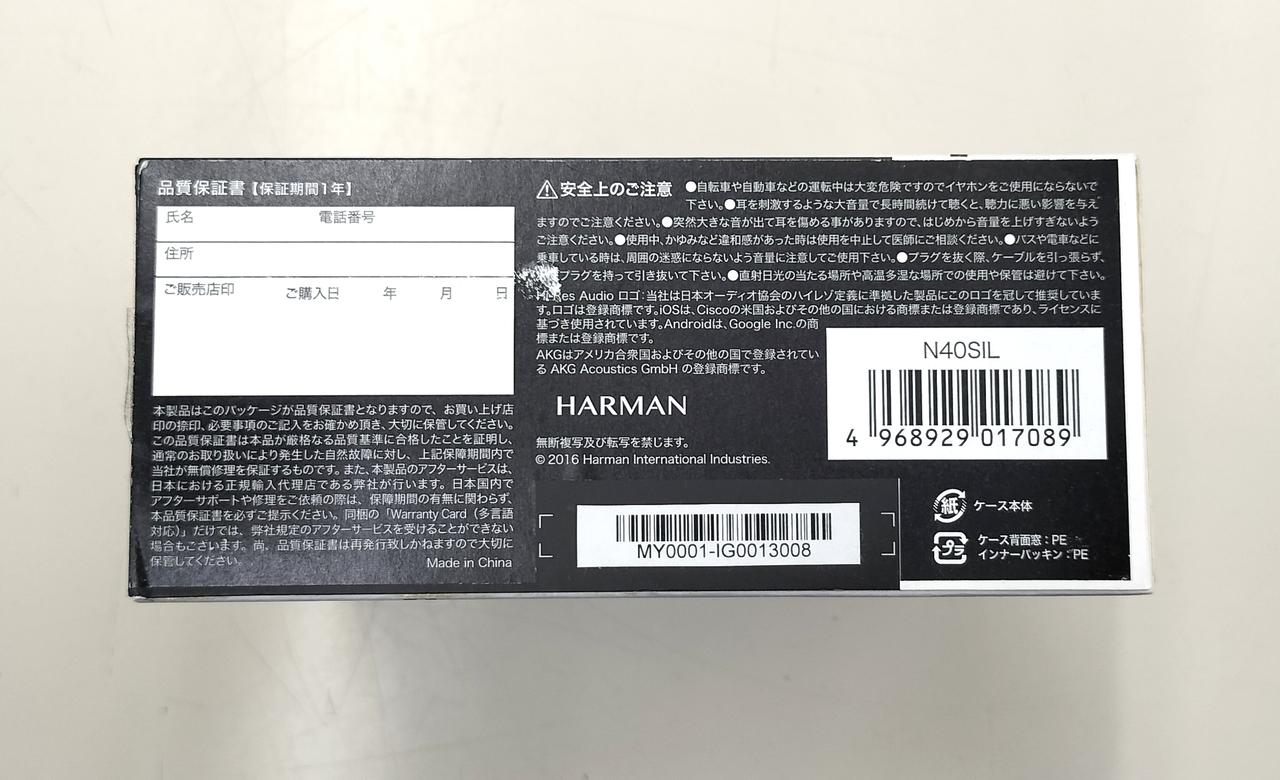 品質保証書【保証期間1年】
氏名 電話番号
住所
ご販売店印 ご購入日 年 月 日
本製品はこのパッケージが品質保証書となりますので、お買い上げ店
印の捺印、必要事項のご記入をお確かめ頂き、大切に保管してください。
この品質保証書は本品が厳格なる品質基準に合格したことを証明し、
通常のお取り扱いにより発生した自然故障に対し、上記保障期間内で
当社が無償修理を保証するものです。また、本製品のアフターサービスは、
日本における正規輸入代理店である弊社が行います。日本国内で
アフターサポートや修理をご依頼の際は、保障期間の有無に関わらず、
本品質保証書を必ずご提示ください。同梱の「Warranty Card（多言語
対応）」だけでは、弊社規定のアフターサービスを受けることができない
場合もございます。尚、品質保証書は再発行致しかねますので大切に
保管してください。
Made in China
安全上のご注意 ●自転車や自動車などの運転中は大変危険ですのでイヤホンをご使用にならないで
下さい。●耳を刺激するような大音量で長時間続けて聴くと、聴力に悪い影響を与え
ますのでご注意ください。●突然大きな音が出て耳を傷める事がありますので、はじめから音量を上げすぎないよう
ご注意ください。●使用中、かゆみなど違和感があった時は使用を中止して医師にご相談ください。●バスや電車などに
乗車している時は、周囲の迷惑にならないよう音量に注意してご使用下さい。●プラグを抜く際、ケーブルを引っ張らず、
プラグを持って引き抜いて下さい。●直射日光の当たる場所や高温多湿な場所での使用や保管は避けて下さい。
Hi-Res Audio ロゴ：当社は日本オーディオ協会のハイレゾ定義に準拠した製品にこのロゴを冠して推奨していま
す。ロゴは登録商標です。iOSは、Ciscoの米国およびその他の国における商標または登録商標であり、ライセンスに
基づき使用されています。Androidは、Google Inc.の商
標または登録商標です。
AKGはアメリカ合衆国およびその他の国で登録されてい
る AKG Acoustics GmbH の登録商標です。
HARMAN
無断複写及び転写を禁じます。
© 2016 Harman International Industries.
MY0001-IG0013008
N40SIL
4 968929 017089
紙 ケース本体
プラ ケース背面窓：PE
インナーパッキン：PE